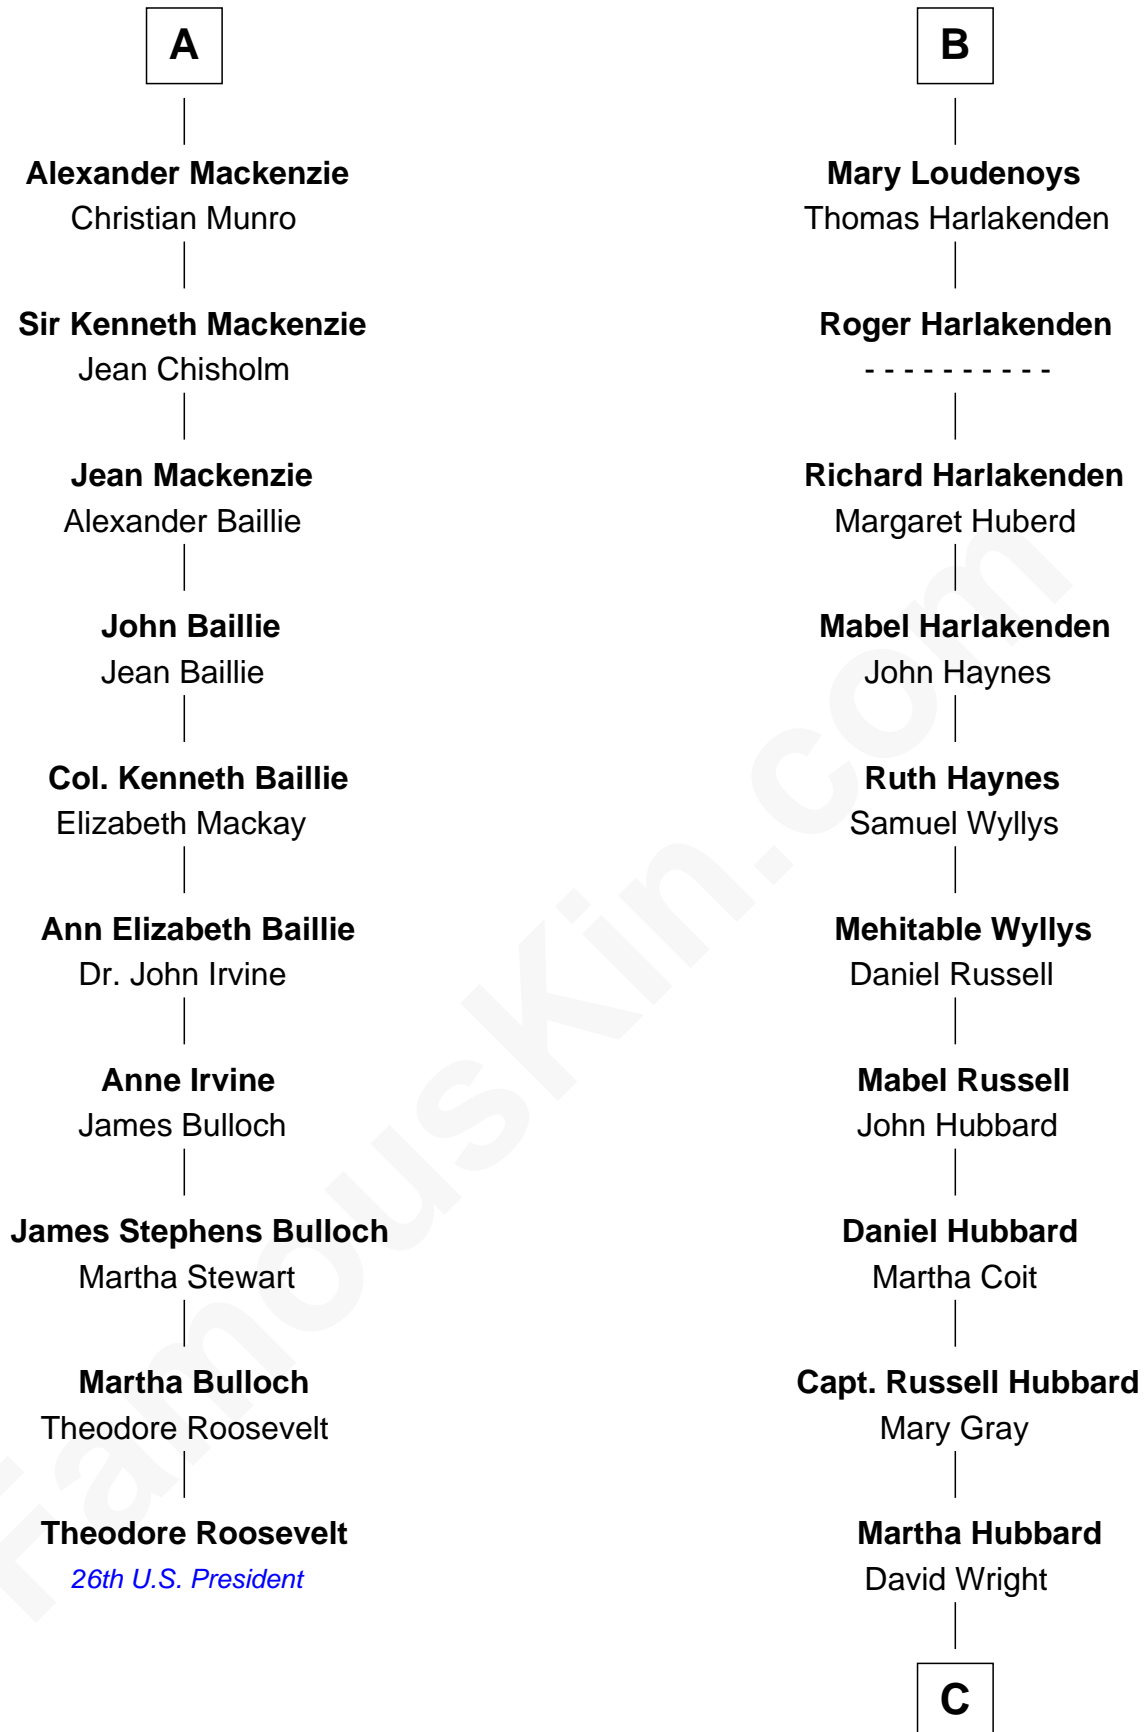 A
Alexander Mackenzie
Christian Munro
Sir Kenneth Mackenzie
Jean Chisholm
Jean Mackenzie
Alexander Baillie
John Baillie
Jean Baillie
Col. Kenneth Baillie
Elizabeth Mackay
Ann Elizabeth Baillie
Dr. John Irvine
Anne Irvine
James Bulloch
James Stephens Bulloch
Martha Stewart
Martha Bulloch
Theodore Roosevelt
Theodore Roosevelt
26th U.S. President
B
Mary Loudenoys
Thomas Harlakenden
Roger Harlakenden
- - - - - - - - - -
Richard Harlakenden
Margaret Huberd
Mabel Harlakenden
John Haynes
Ruth Haynes
Samuel Wyllys
Mehitable Wyllys
Daniel Russell
Mabel Russell
John Hubbard
Daniel Hubbard
Martha Coit
Capt. Russell Hubbard
Mary Gray
Martha Hubbard
David Wright
C
FamousKin.com